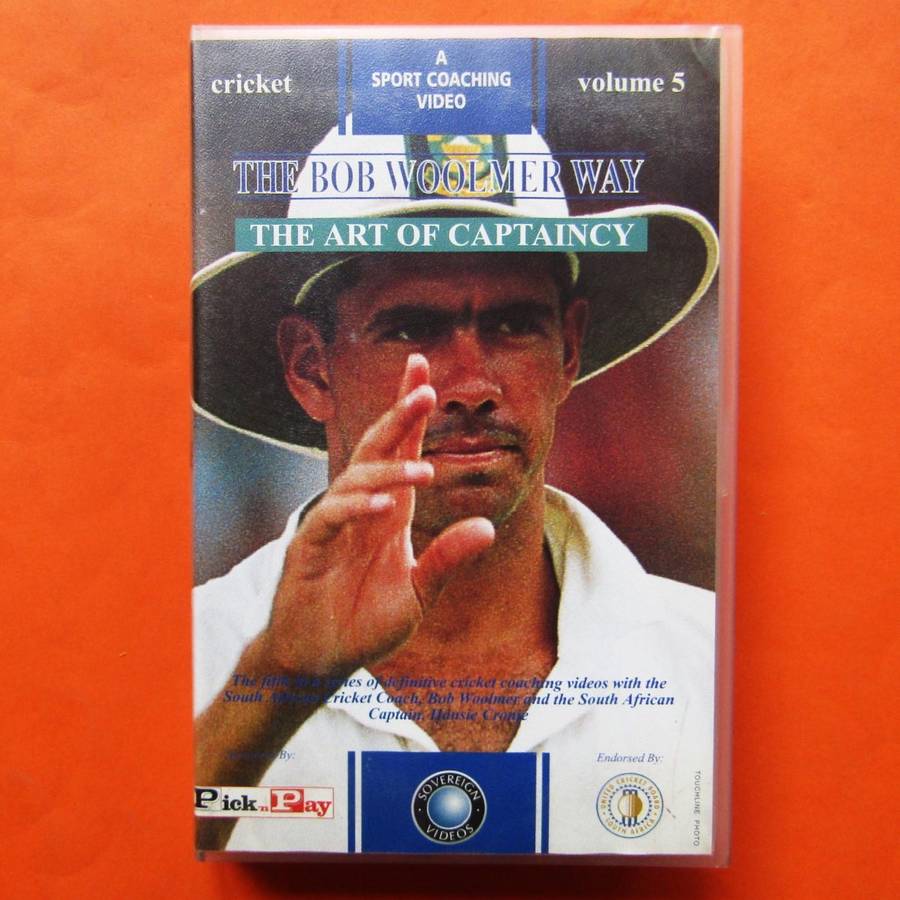 cricket
A
SPORT COACHING
VIDEO
volume 5
THE BOB WOOLMER WAY
THE ART OF CAPTAINCY
The fifth in a series of definitive cricket coaching videos with the
South African Cricket Coach, Bob Woolmer and the South African
Captain, Hansie Cronje
By:
Pick 'n Pay
SOVEREIGN
VIDEOS
Endorsed By:
UNITED CRICKET BOARD
SOUTH AFRICA
TOUCHLINE PHOTO